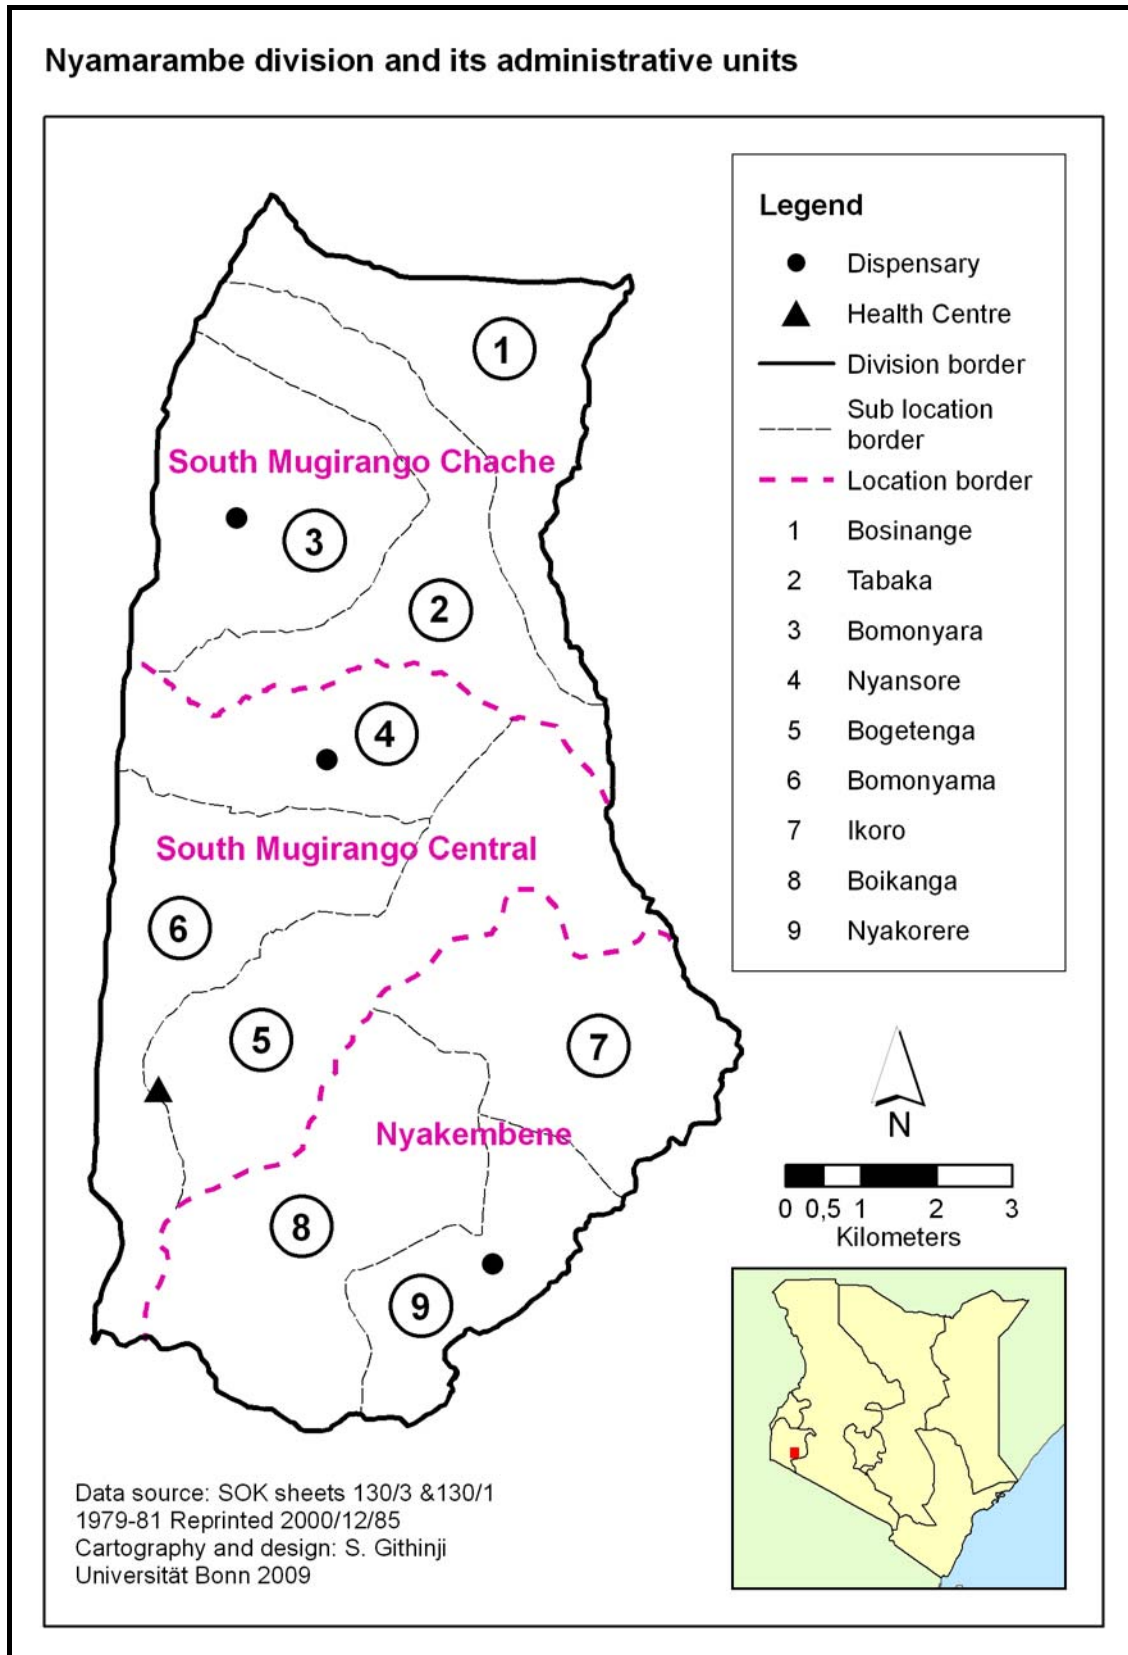 Nyamarambe division and its administrative units
1
South Mugirango Chache
3
2
4
South Mugirango Central
6
5
7
Nyakembene
8
9
Legend
Dispensary
Health Centre
Division border
Sub location
border
Location border
1 Bosinange
2 Tabaka
3 Bomonyara
4 Nyansore
5 Bogetenga
6 Bomonyama
7 Ikoro
8 Boikanga
9 Nyakorere
N
0 0,5 1 2 3
Kilometers
Data source: SOK sheets 130/3 &130/1
1979-81 Reprinted 2000/12/85
Cartography and design: S. Githinji
Universität Bonn 2009